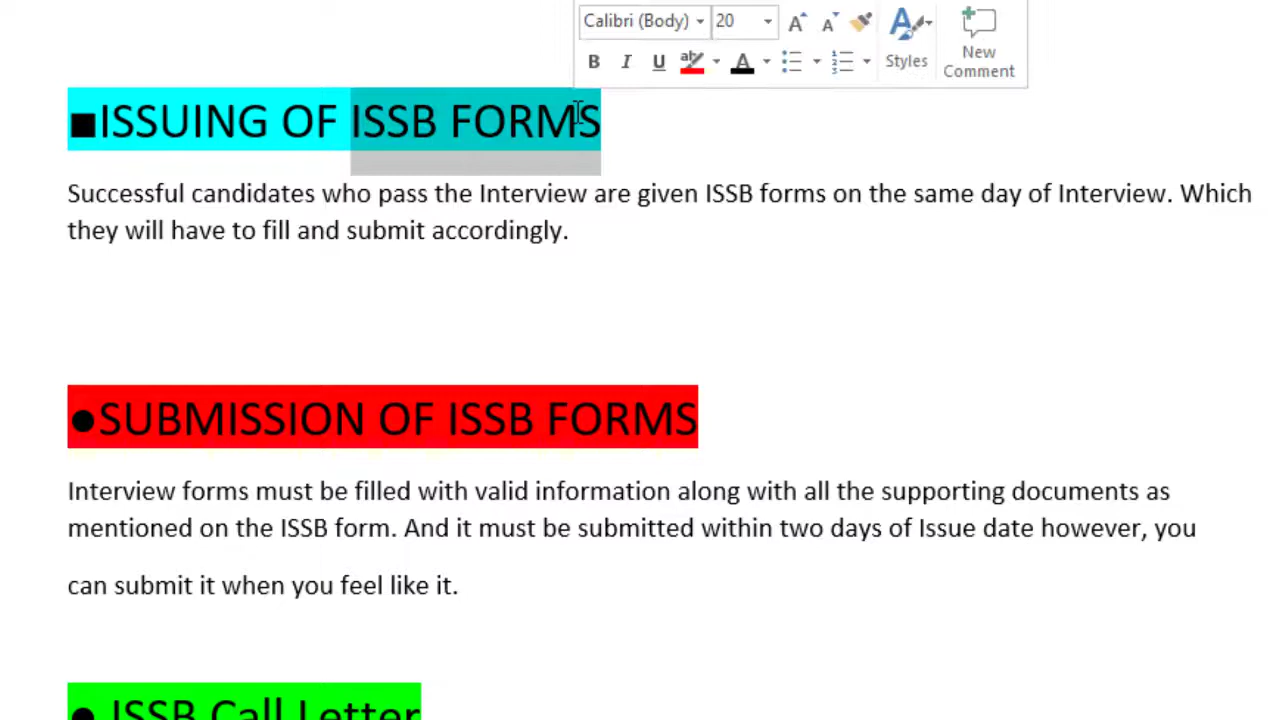 Calibri (Body) 20 A A A
B I U aby A Styles New
Comment
■ISSUING OF ISSB FORMS
Successful candidates who pass the Interview are given ISSB forms on the same day of Interview. Which
they will have to fill and submit accordingly.
●SUBMISSION OF ISSB FORMS
Interview forms must be filled with valid information along with all the supporting documents as
mentioned on the ISSB form. And it must be submitted within two days of Issue date however, you
can submit it when you feel like it.
● ISSB Call Letter